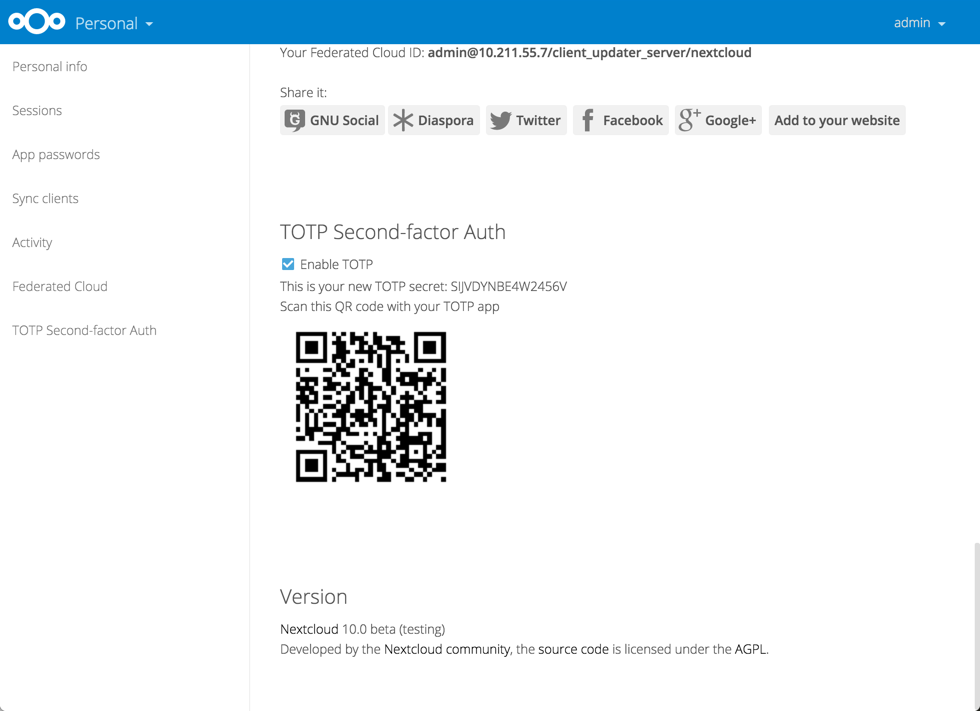 Personal
admin
Personal info
Sessions
App passwords
Sync clients
Activity
Federated Cloud
TOTP Second-factor Auth
Your Federated Cloud ID: admin@10.211.55.7/client_updater_server/nextcloud
Share it:
GNU Social Diaspora Twitter Facebook Google+ Add to your website
TOTP Second-factor Auth
Enable TOTP
This is your new TOTP secret: SIJVDYNBE4W2456V
Scan this QR code with your TOTP app
Version
Nextcloud 10.0 beta (testing)
Developed by the Nextcloud community, the source code is licensed under the AGPL.